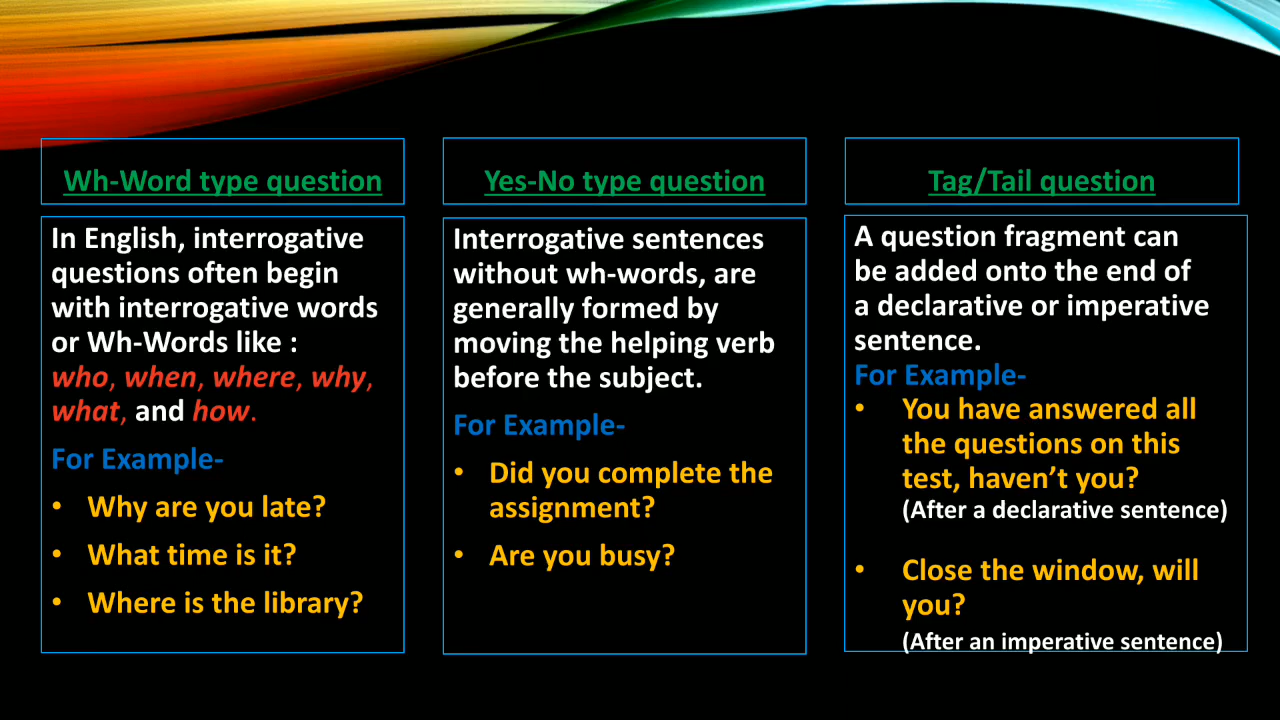 Wh-Word type question
In English, interrogative
questions often begin
with interrogative words
or Wh-Words like :
who, when, where, why,
what, and how.
For Example-
• Why are you late?
• What time is it?
• Where is the library?
Yes-No type question
Interrogative sentences
without wh-words, are
generally formed by
moving the helping verb
before the subject.
For Example-
• Did you complete the
assignment?
• Are you busy?
Tag/Tail question
A question fragment can
be added onto the end of
a declarative or imperative
sentence.
For Example-
• You have answered all
the questions on this
test, haven’t you?
(After a declarative sentence)
• Close the window, will
you?
(After an imperative sentence)